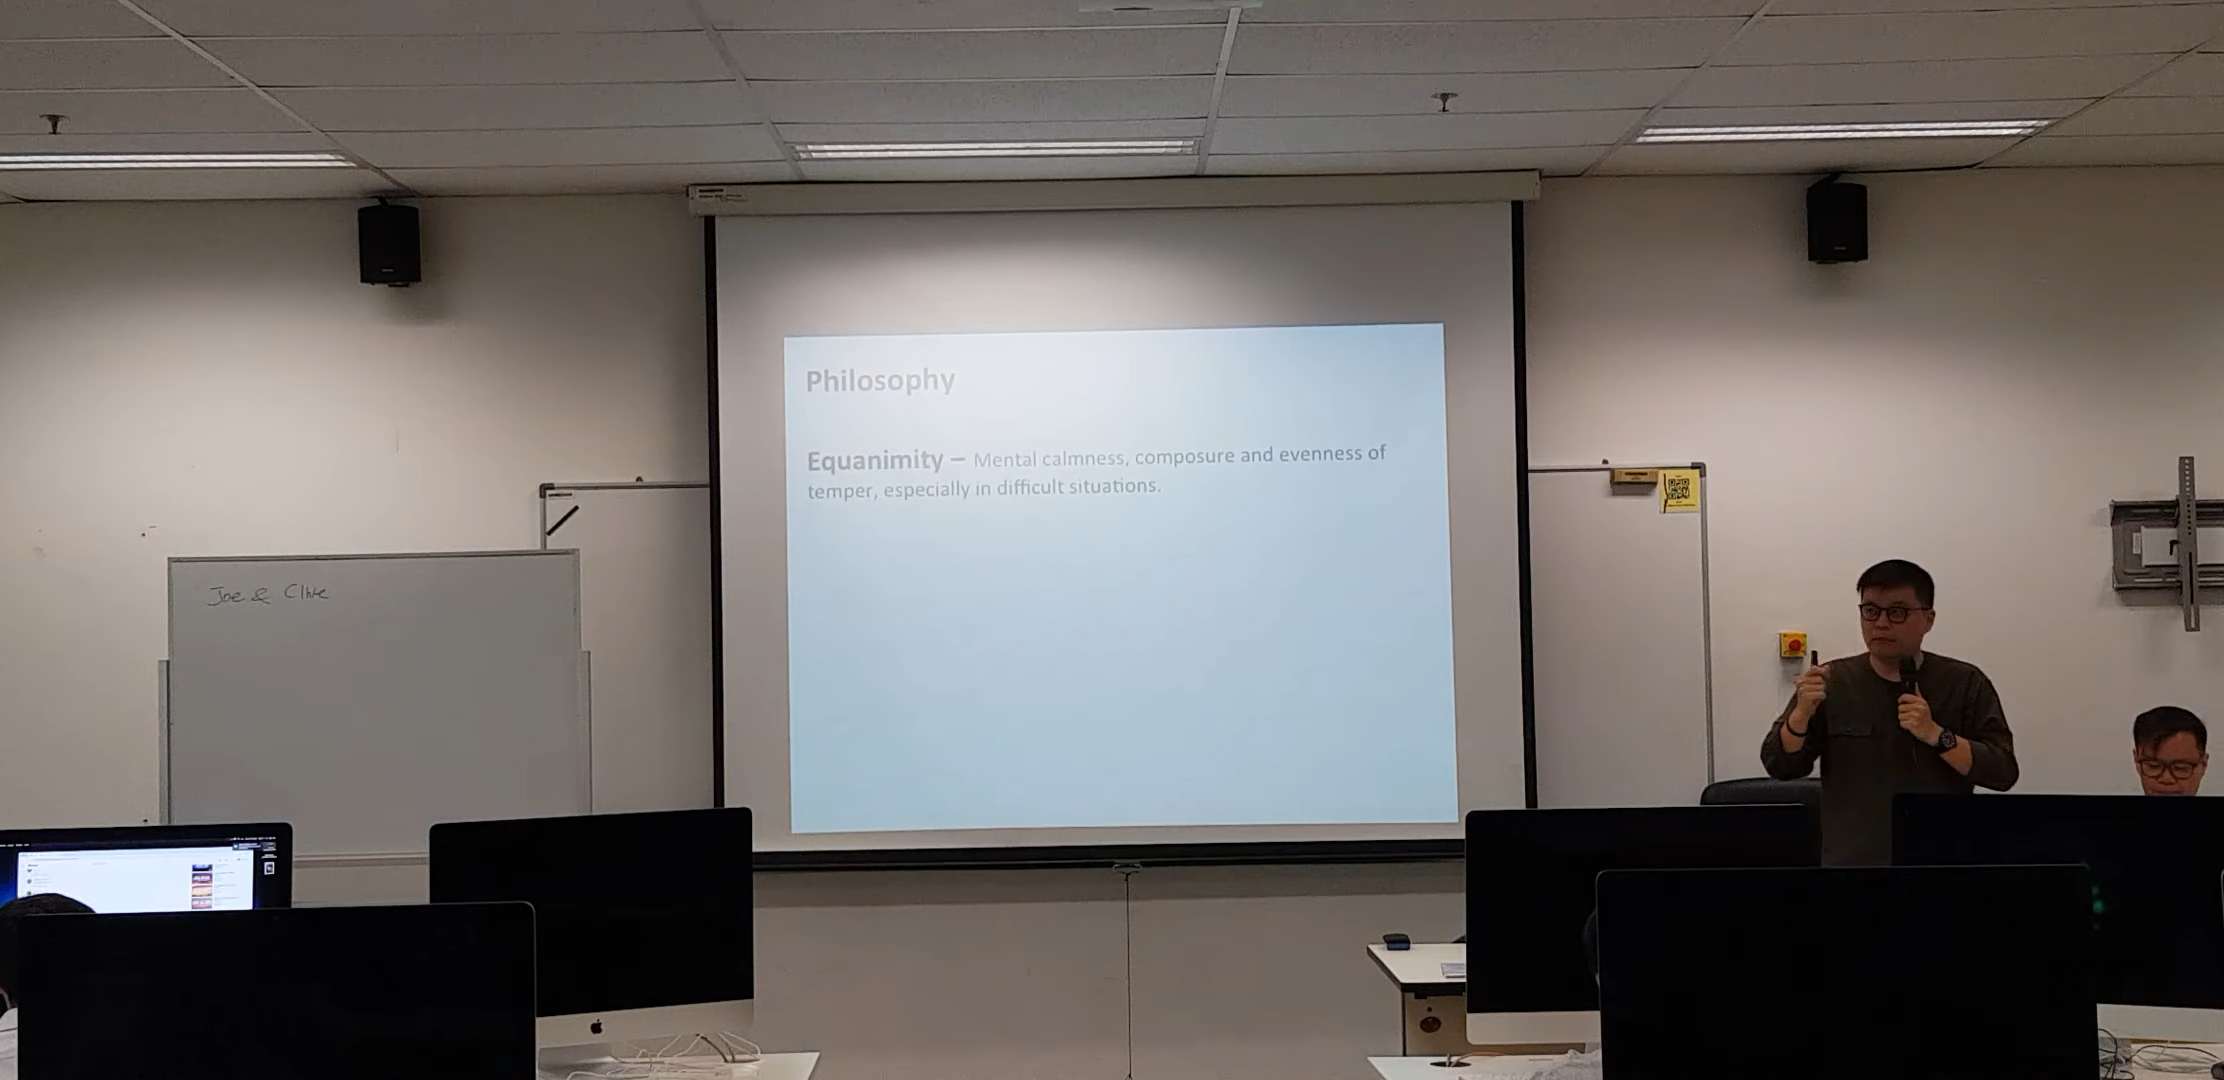 Philosophy
Equanimity – Mental calmness, composure and evenness of
temper, especially in difficult situations.
Joe & Clive